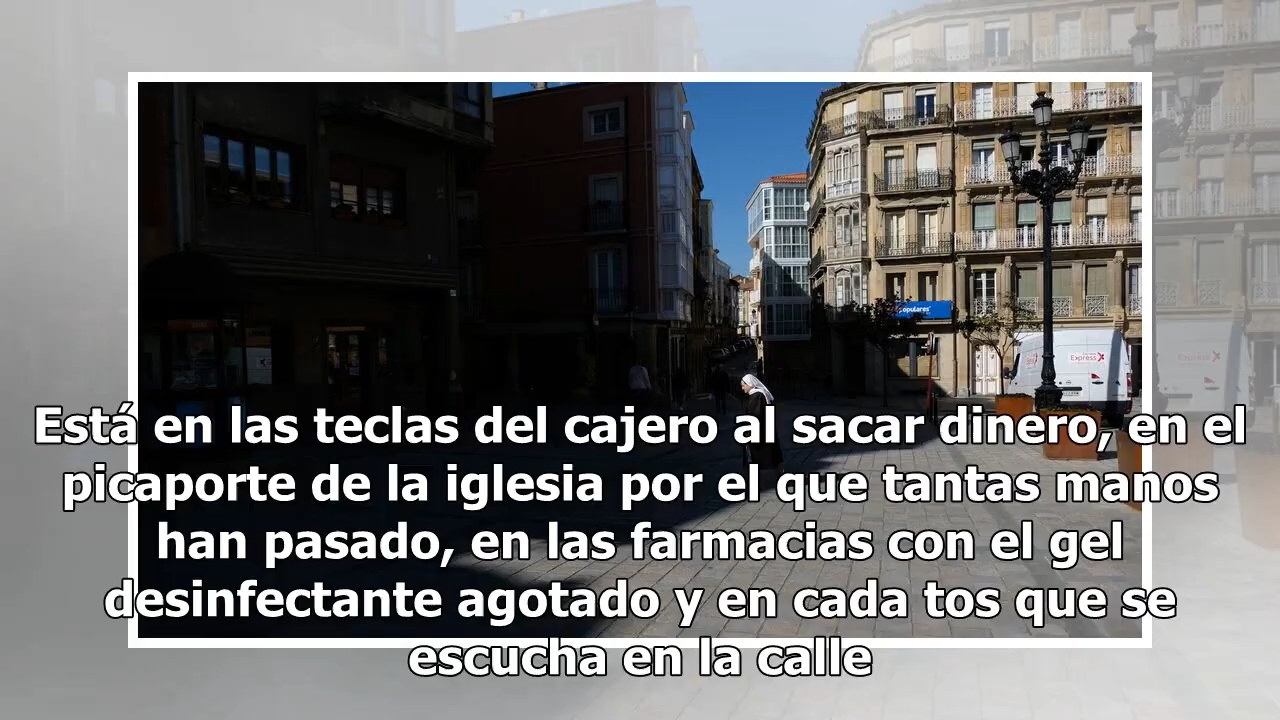 populares
Express
Está en las teclas del cajero al sacar dinero, en el
picaporte de la iglesia por el que tantas manos
han pasado, en las farmacias con el gel
desinfectante agotado y en cada tos que se
escucha en la calle